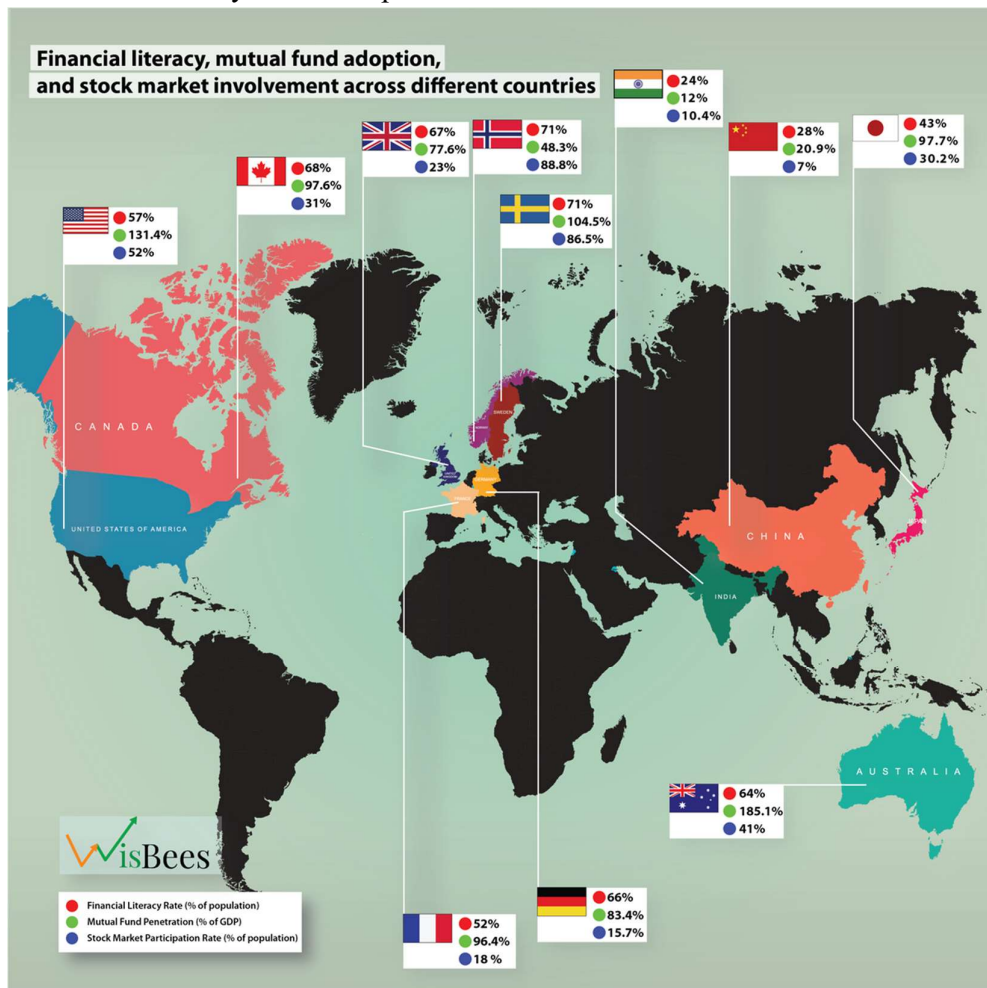 Financial literacy, mutual fund adoption,
and stock market involvement across different countries
24%
12%
10.4%
67%
77.6%
23%
71%
48.3%
88.8%
28%
20.9%
7%
43%
97.7%
30.2%
68%
97.6%
31%
71%
104.5%
86.5%
57%
131.4%
52%
CANADA
SWEDEN
GERMANY
FRANCE
UNITED STATES OF AMERICA
CHINA
INDIA
AUSTRALIA
64%
185.1%
41%
WisBees
Financial Literacy Rate (% of population)
Mutual Fund Penetration (% of GDP)
Stock Market Participation Rate (% of population)
66%
83.4%
15.7%
52%
96.4%
18 %